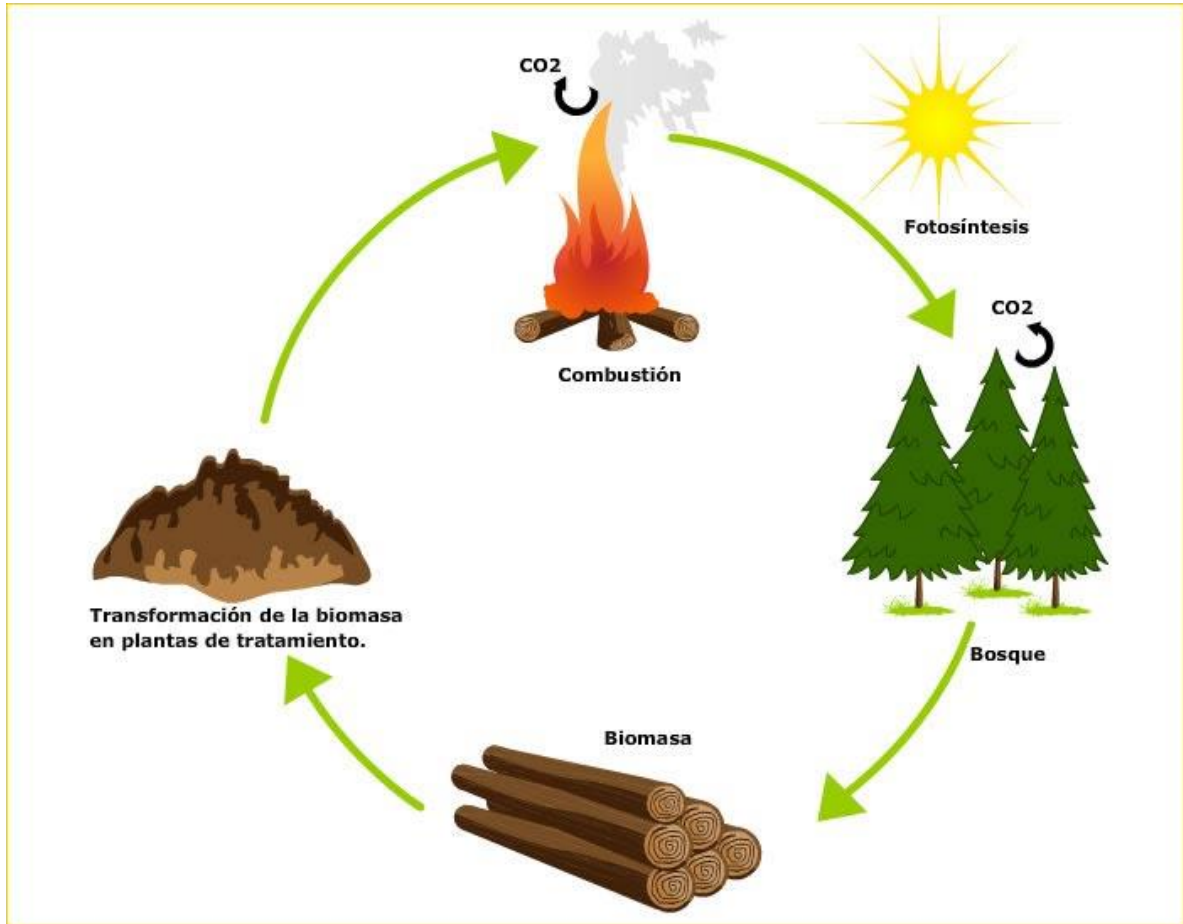 CO2
Fotosíntesis
CO2
Combustión
Transformación de la biomasa
en plantas de tratamiento.
Bosque
Biomasa